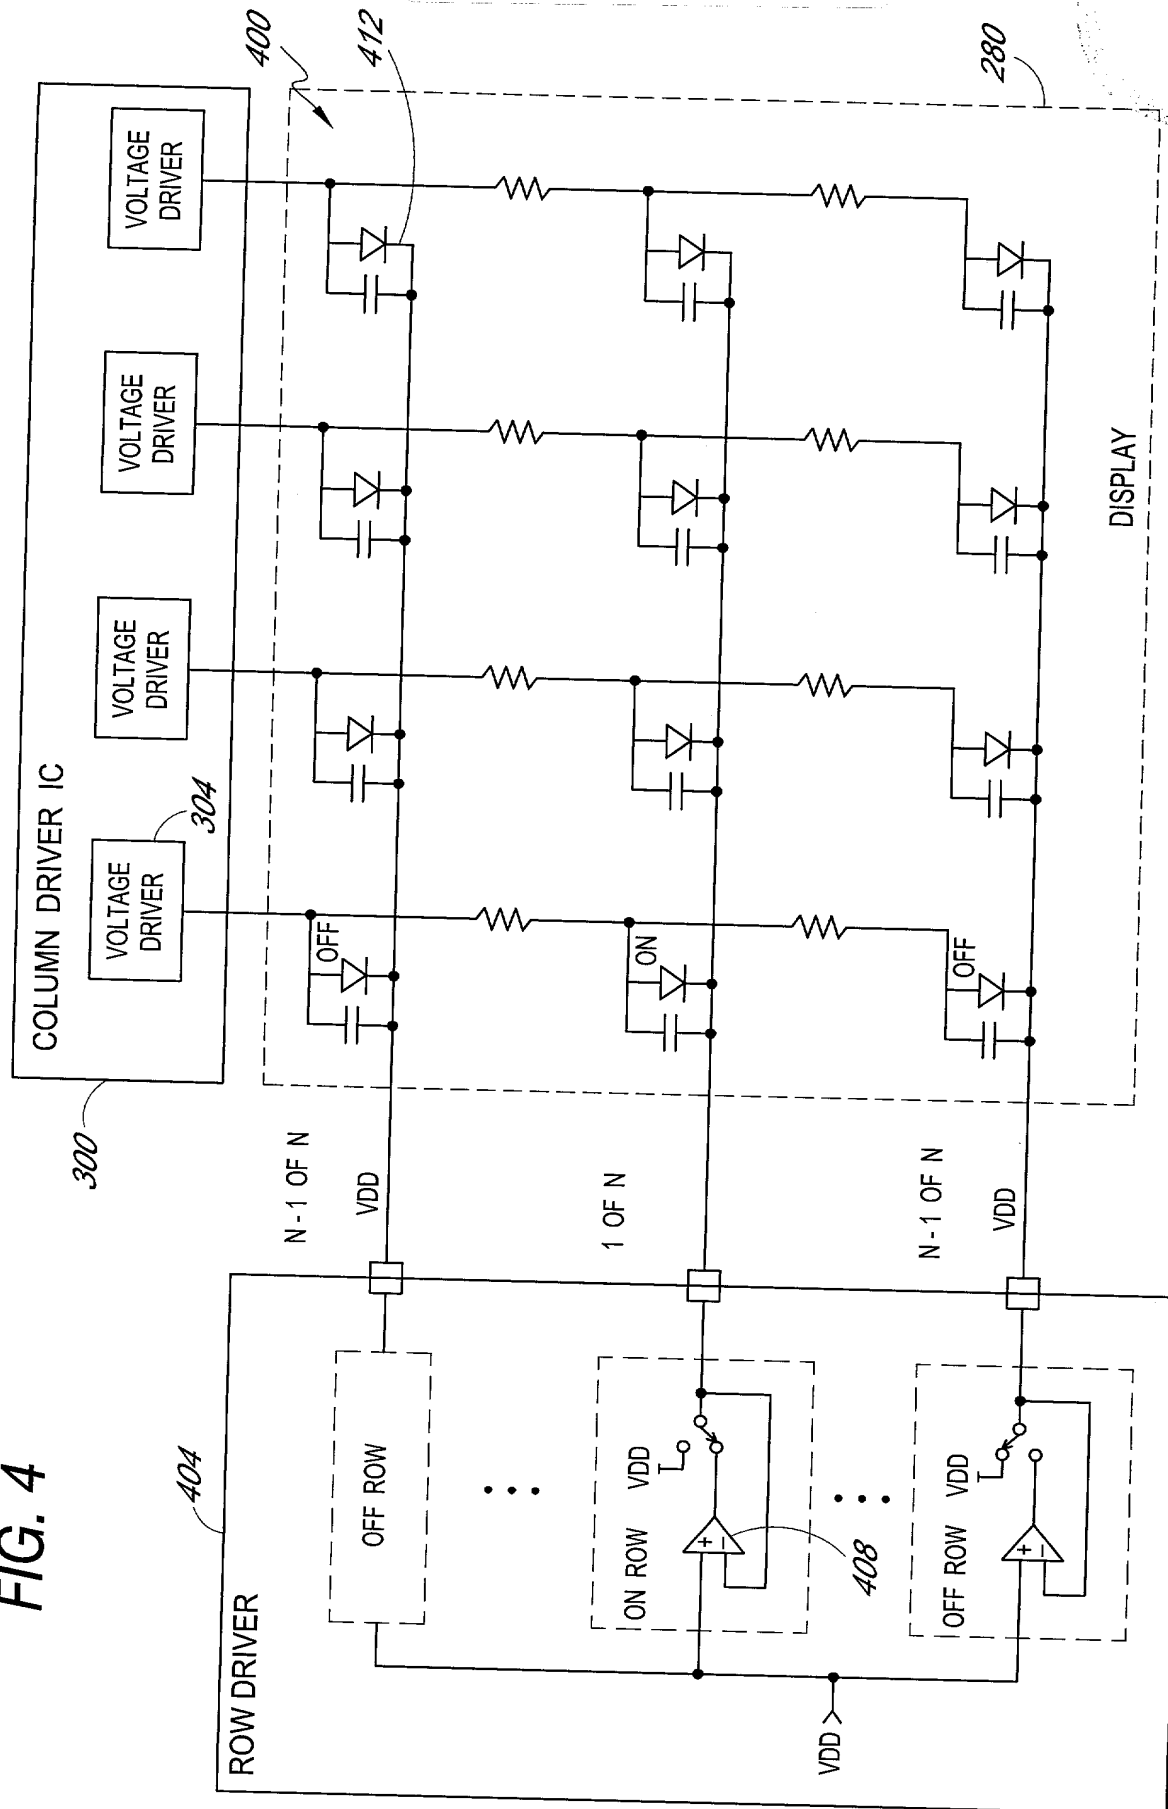 FIG. 4
COLUMN DRIVER IC
300
VOLTAGE
DRIVER
304
VOLTAGE
DRIVER
VOLTAGE
DRIVER
VOLTAGE
DRIVER
400
412
280
DISPLAY
OFF
ON
OFF
N-1 OF N
VDD
1 OF N
N-1 OF N
VDD
ROW DRIVER
404
OFF ROW
ON ROW
VDD
+
−
408
OFF ROW
VDD
+
−
VDD